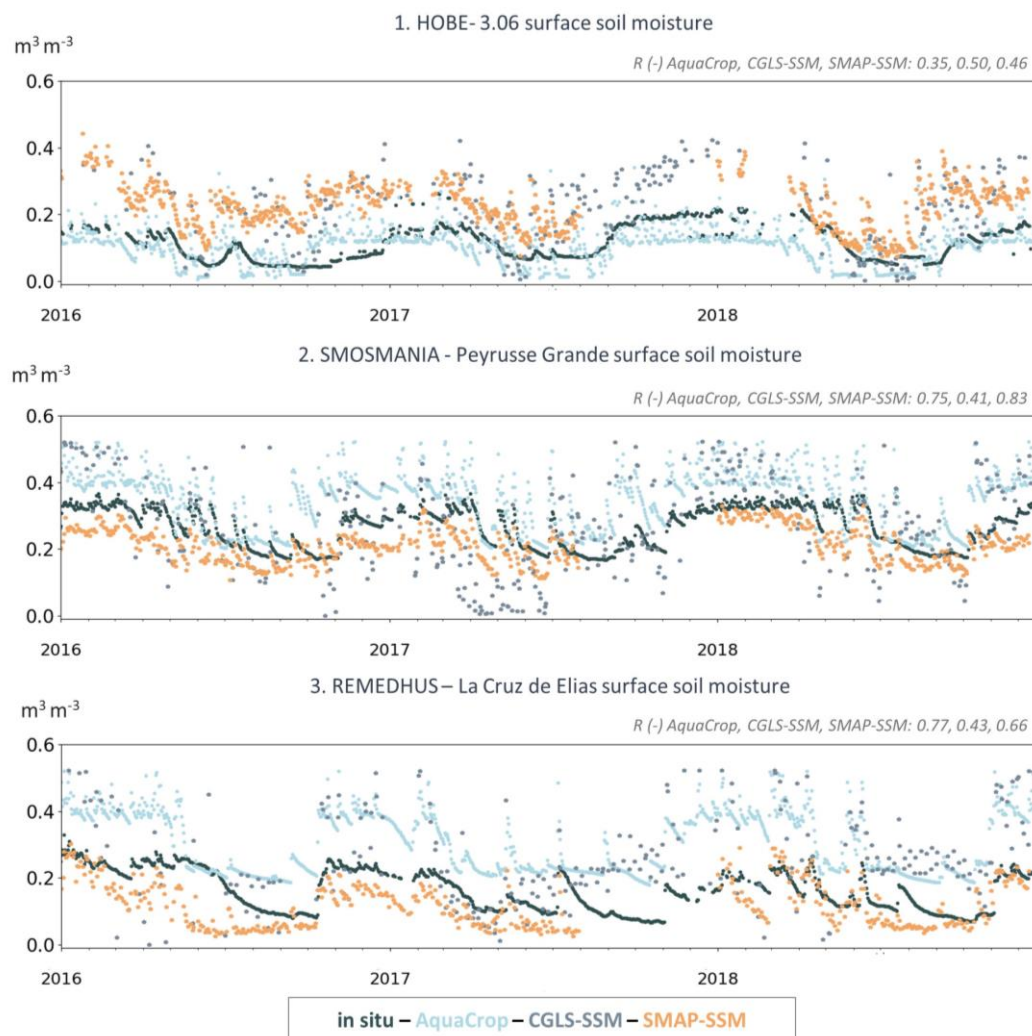 1. HOBE- 3.06 surface soil moisture
m³ m⁻³
R (-) AquaCrop, CGLS-SSM, SMAP-SSM: 0.35, 0.50, 0.46
0.6
0.4
0.2
0.0
2016 2017 2018
2. SMOSMANIA - Peyrusse Grande surface soil moisture
m³ m⁻³
R (-) AquaCrop, CGLS-SSM, SMAP-SSM: 0.75, 0.41, 0.83
0.6
0.4
0.2
0.0
2016 2017 2018
3. REMEDHUS – La Cruz de Elias surface soil moisture
m³ m⁻³
R (-) AquaCrop, CGLS-SSM, SMAP-SSM: 0.77, 0.43, 0.66
0.6
0.4
0.2
0.0
2016 2017 2018
in situ – AquaCrop – CGLS-SSM – SMAP-SSM